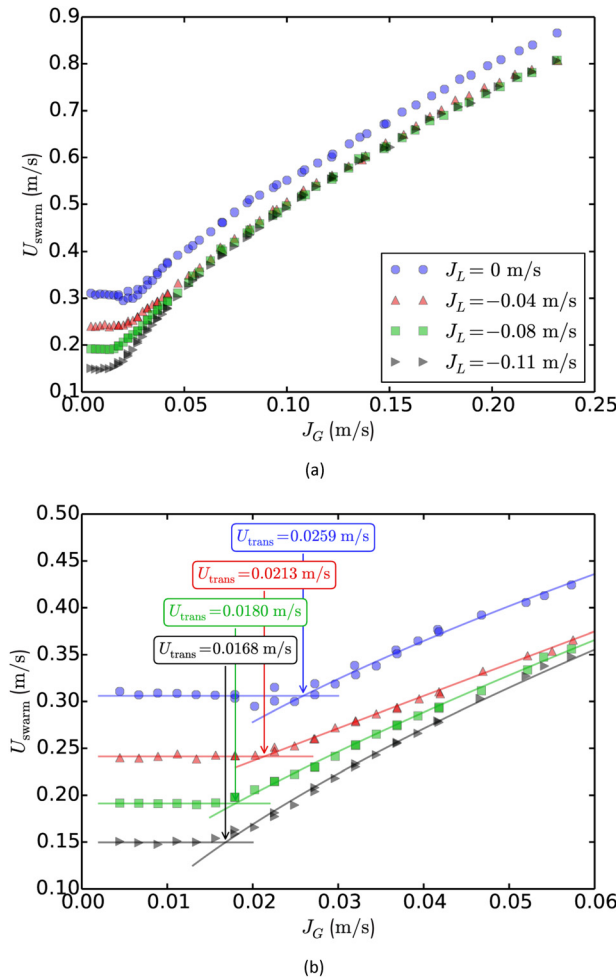 0.9
0.8
0.7
0.6
0.5
0.4
0.3
0.2
0.1
U_swarm (m/s)
J_L = 0 m/s
J_L = −0.04 m/s
J_L = −0.08 m/s
J_L = −0.11 m/s
0.00 0.05 0.10 0.15 0.20 0.25
J_G (m/s)
(a)
0.50
0.45
0.40
0.35
0.30
0.25
0.20
0.15
0.10
U_swarm (m/s)
U_trans = 0.0259 m/s
U_trans = 0.0213 m/s
U_trans = 0.0180 m/s
U_trans = 0.0168 m/s
0.00 0.01 0.02 0.03 0.04 0.05 0.06
J_G (m/s)
(b)